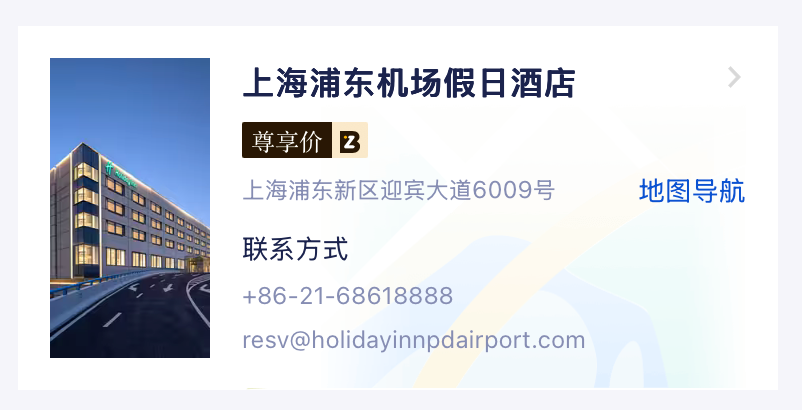 上海浦东机场假日酒店
尊享价
上海浦东新区迎宾大道6009号
地图导航
联系方式
+86-21-68618888
resv@holidayinnpdairport.com